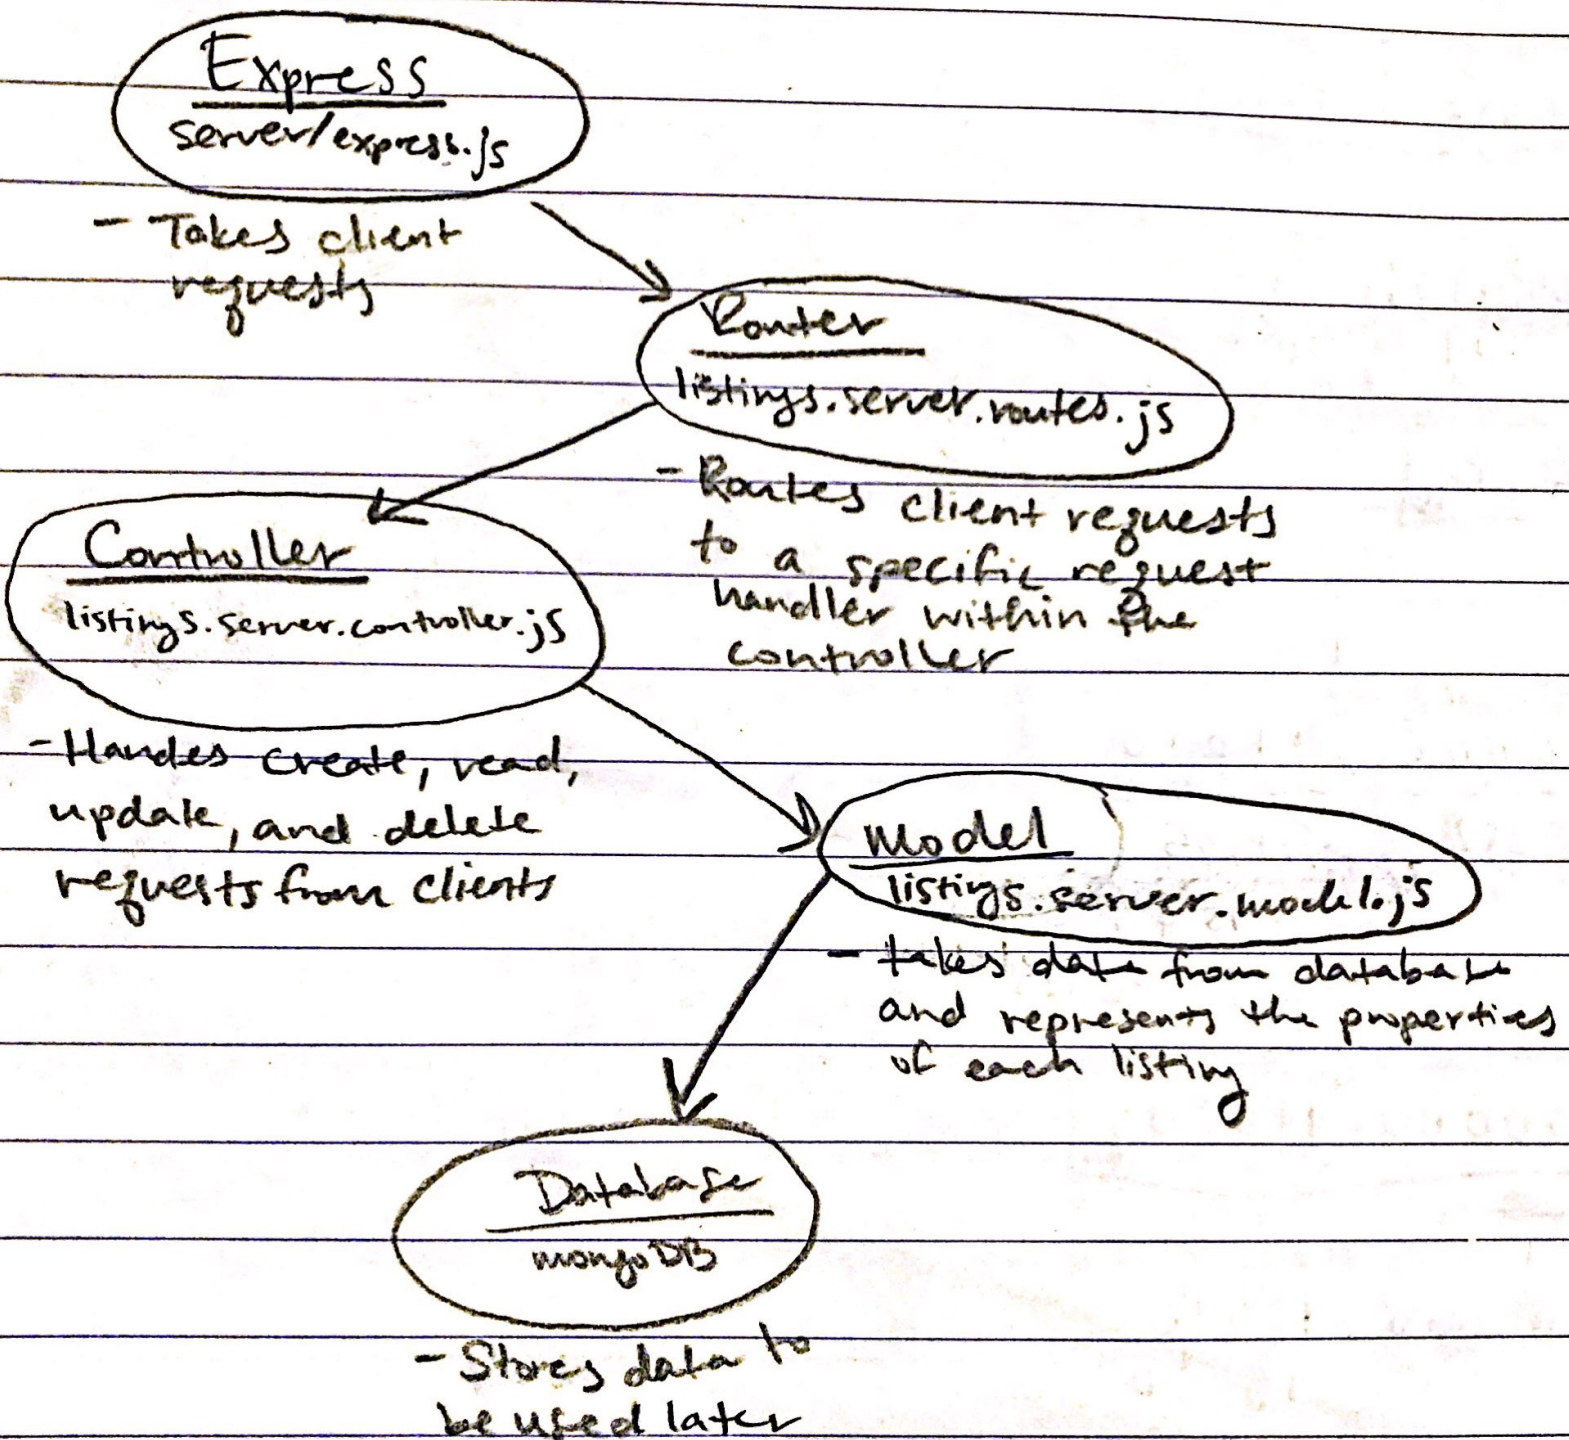 Express
server/express.js
- Takes client
requests
Router
listings.server.routes.js
- Routes client requests
to a specific request
handler within the
controller
Controller
listings.server.controller.js
- Handes create, read,
update, and delete
requests from clients
Model
listings.server.model.js
- takes data from database
and represents the properties
of each listing
Database
mongoDB
- Stores data to
be used later